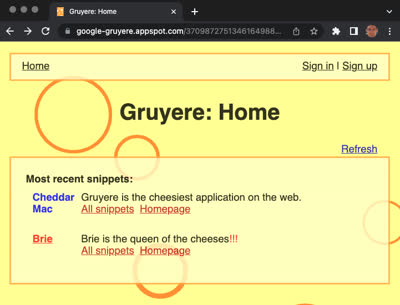 Gruyere: Home
google-gruyere.appspot.com/3709872751346164988...
Home
Sign in | Sign up
Gruyere: Home
Refresh
Most recent snippets:
Cheddar Gruyere is the cheesiest application on the web.
Mac
All snippets Homepage
Brie Brie is the queen of the cheeses!!!
All snippets Homepage